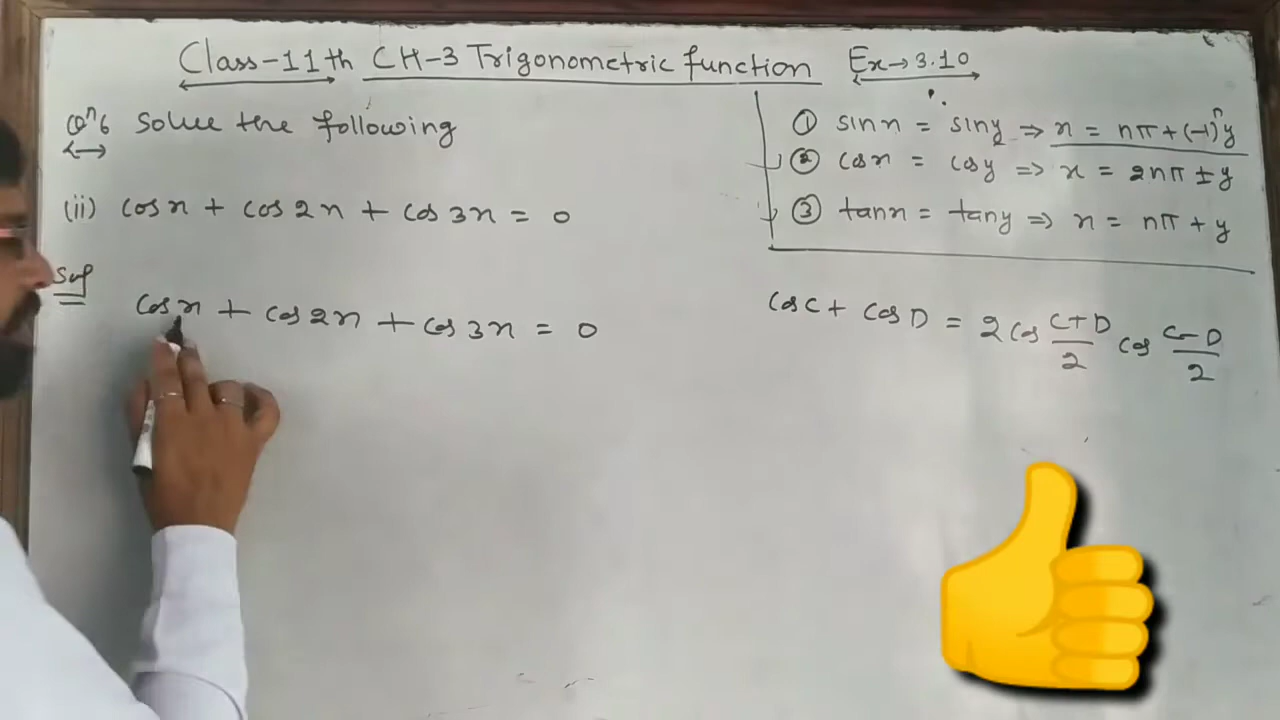 Class-11th CH-3 Trigonometric function Ex→3.10
Qⁿ6 Solve the following
(ii) cos x + cos 2x + cos 3x = 0
Sol
cos x + cos 2x + cos 3x = 0
① sin x = sin y ⇒ x = nπ + (-1)ⁿy
② cos x = cos y ⇒ x = 2nπ ± y
③ tan x = tan y ⇒ x = nπ + y
cos C + cos D = 2 cos (C+D)/2 cos (C-D)/2